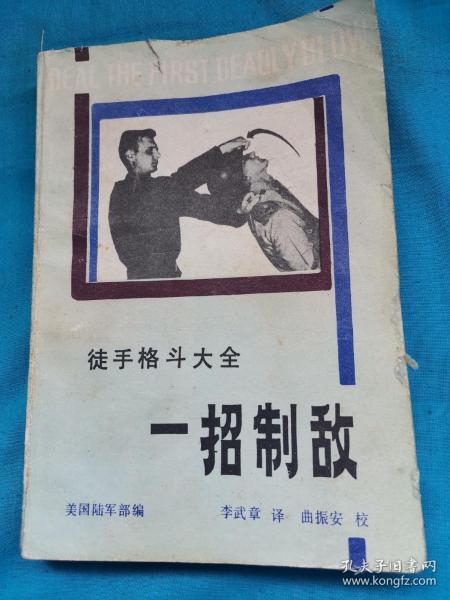 DEAL THE FIRST DEADLY BLOW
徒手格斗大全
一招制敌
美国陆军部编 李武章 译 曲振安 校
孔夫子旧书网
www.kongfz.com